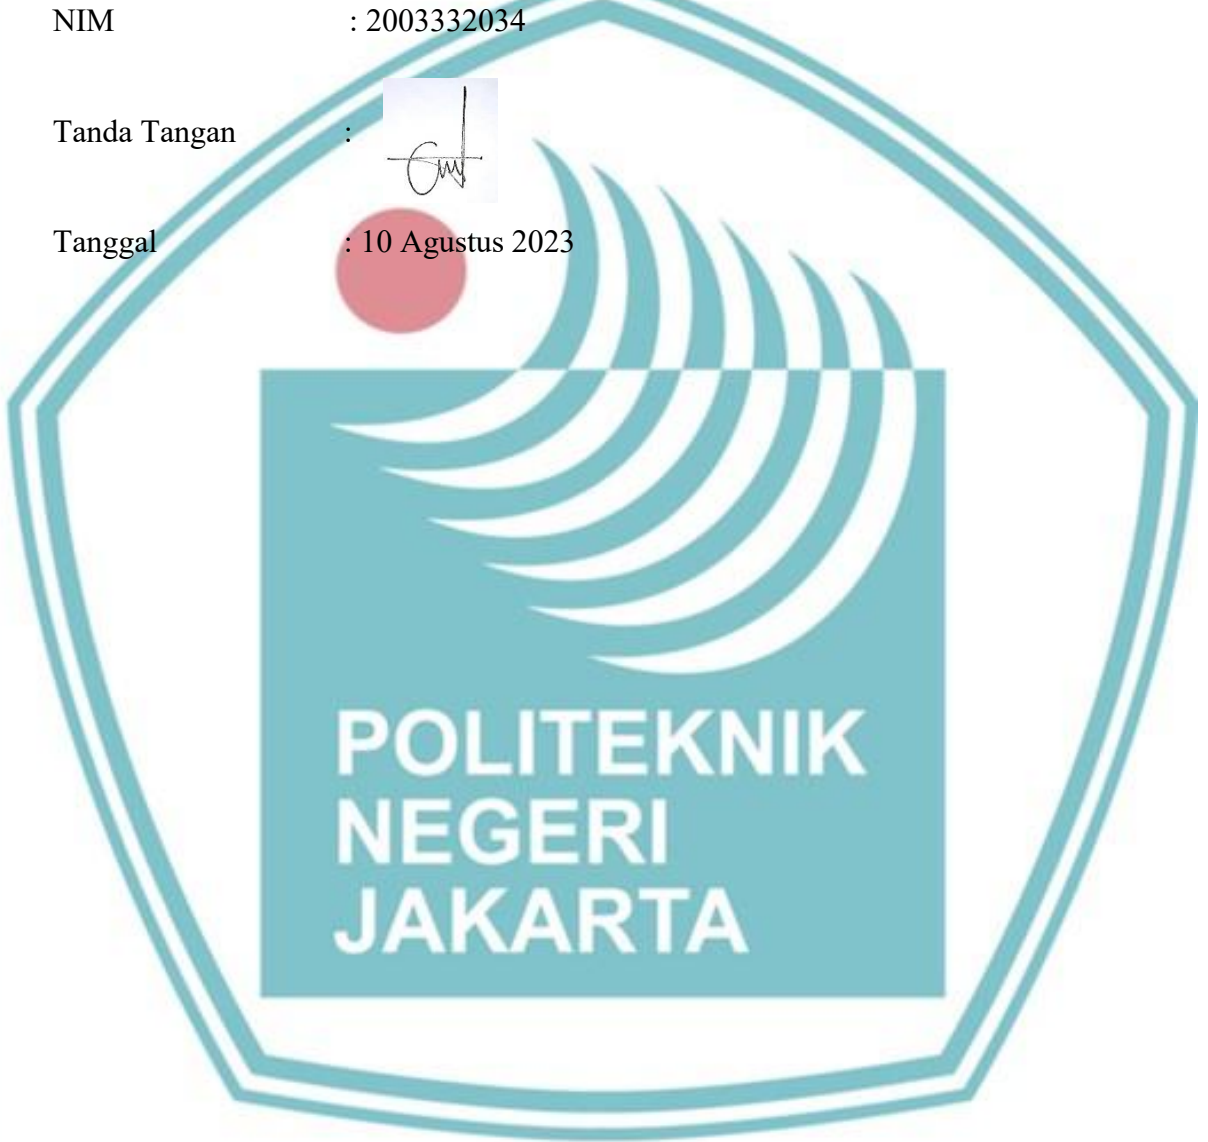 NIM : 2003332034
Tanda Tangan :
Tanggal : 10 Agustus 2023
POLITEKNIK
NEGERI
JAKARTA